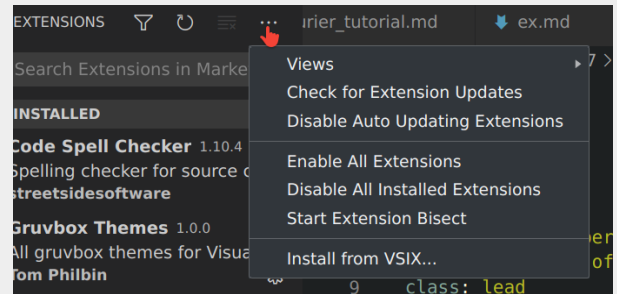 EXTENSIONS
urier_tutorial.md
ex.md
Search Extensions in Marke
7 >
INSTALLED
Code Spell Checker 1.10.4
Spelling checker for source c
streetsidesoftware
Gruvbox Themes 1.0.0
All gruvbox themes for Visua
Tom Philbin
Views
Check for Extension Updates
Disable Auto Updating Extensions
Enable All Extensions
Disable All Installed Extensions
Start Extension Bisect
Install from VSIX...
per
of
9 class: lead